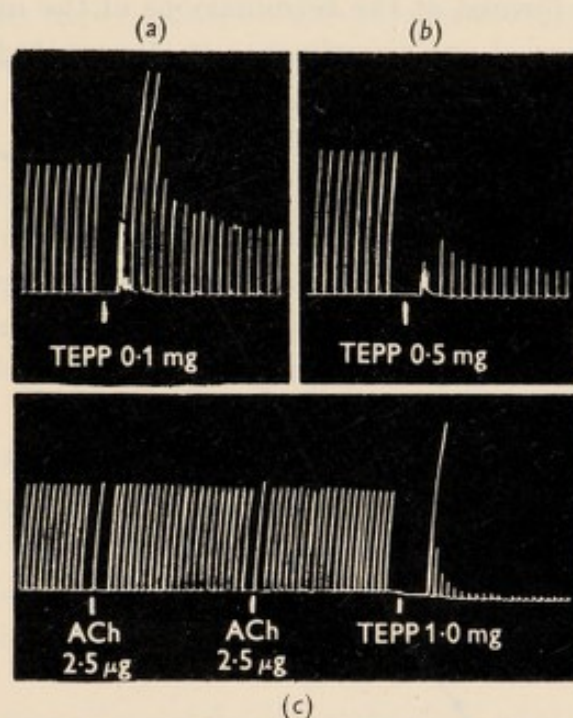 (a)
(b)
TEPP 0·1 mg
TEPP 0·5 mg
ACh
2·5 μg
ACh
2·5 μg
TEPP 1·0 mg
(c)